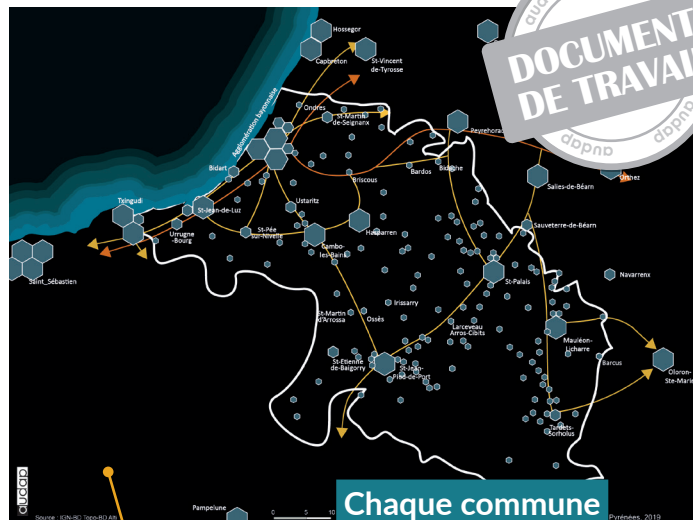 Hossegor
Capbreton
St-Vincent
de-Tyrosse
DOCUMENT
DE TRAVAIL
audap
audap
Ondres
St-Martin
de-Seignanx
Agglomération bayonnaise
Peyrehorade
Bidart
Briscous
Bardos
Bidache
Orthez
Salies-de-Béarn
Txingudi
St-Jean-de-Luz
Ustaritz
Urrugne
-Bourg
St-Pée
sur-Nivelle
Cambo-
les-Bains
Hasparren
Sauveterre-de-Béarn
Saint_Sébastien
St-Palais
Navarrenx
Irissarry
St-Martin
d'Arrossa
Ossès
Larceveau
Arros-Cibits
Mauléon-
Licharre
St-Etienne
de-Baigorry
St-Jean-
Pied-de-Port
Barcus
Oloron-
Ste-Marie
Tardets-
Sorholus
audap
Pampelune
0 5 10
Chaque commune
Source : IGN-BD Topo-BD Alti
Pyrénées, 2019